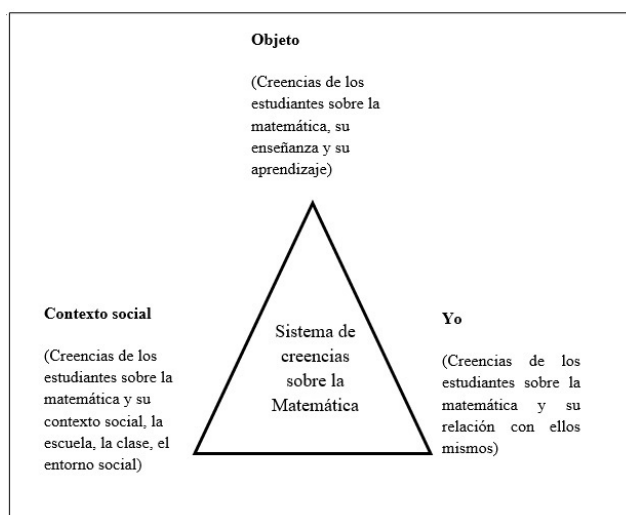 Objeto
(Creencias de los
estudiantes sobre la
matemática, su
enseñanza y su
aprendizaje)
Contexto social
(Creencias de los
estudiantes sobre la
matemática y su
contexto social, la
escuela, la clase, el
entorno social)
Sistema de
creencias
sobre la
Matemática
Yo
(Creencias de los
estudiantes sobre la
matemática y su
relación con ellos
mismos)